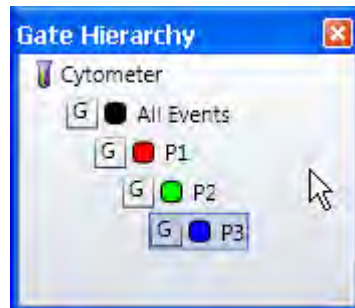 Gate Hierarchy
Cytometer
G All Events
G P1
G P2
G P3